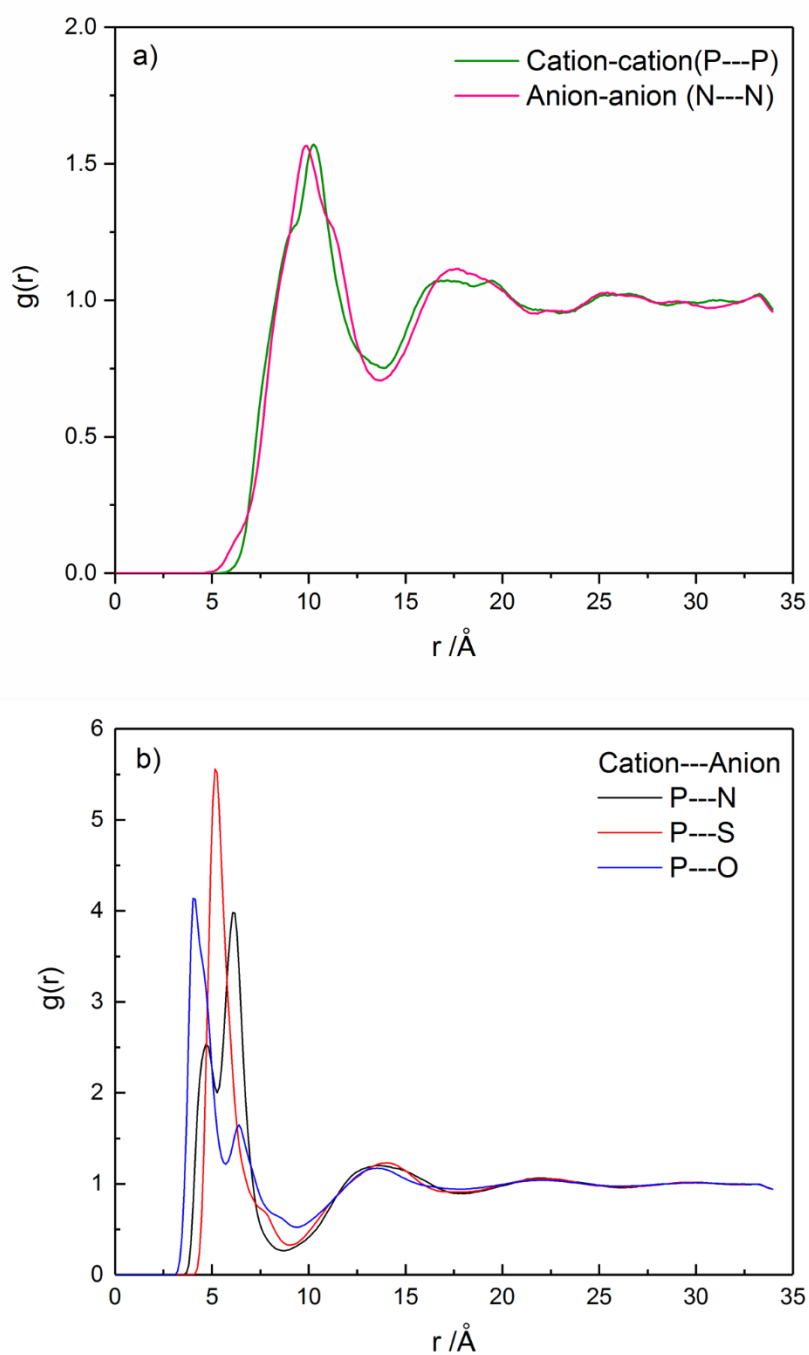 2.0
a)
Cation-cation(P---P)
Anion-anion (N---N)
1.5
g(r)
1.0
0.5
0.0
0 5 10 15 20 25 30 35
r /Å
6
b)
Cation---Anion
P---N
5
P---S
P---O
4
g(r)
3
2
1
0
0 5 10 15 20 25 30 35
r /Å